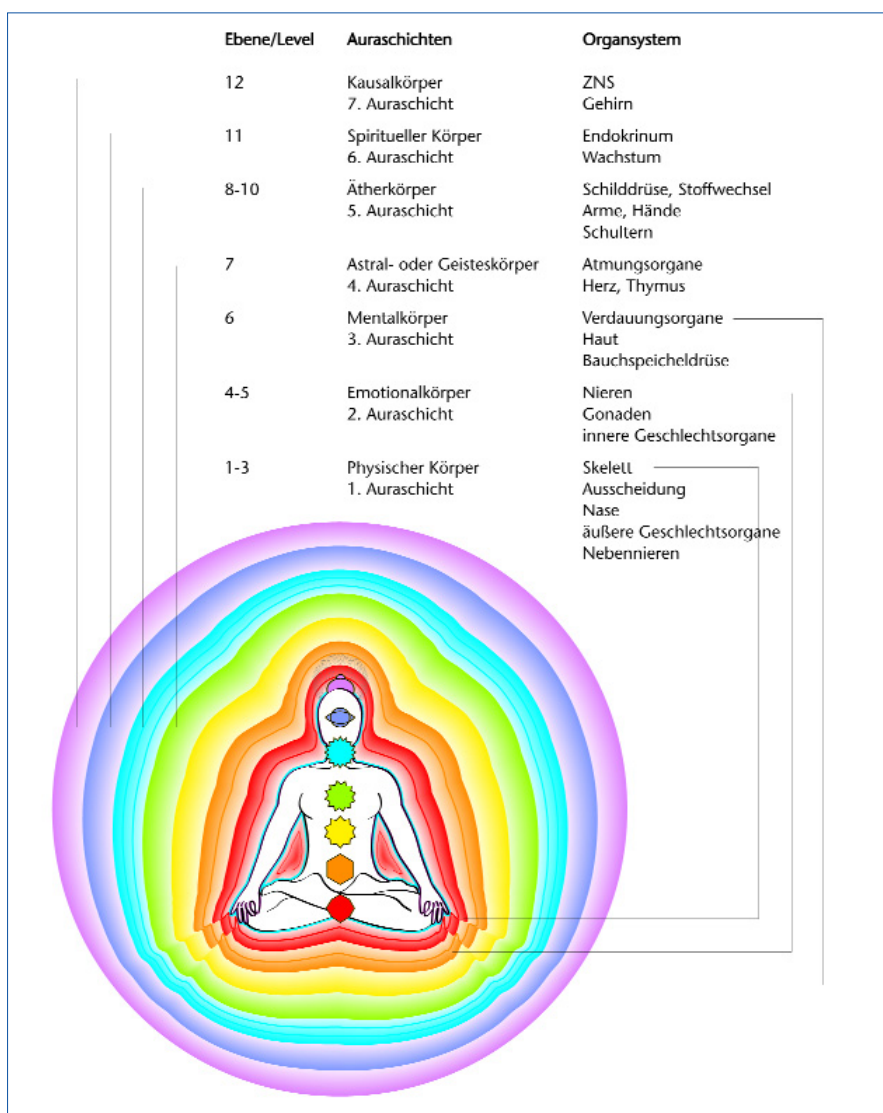 Ebene/Level Auraschichten Organsystem
12 Kausalkörper ZNS
7. Auraschicht Gehirn
11 Spiritueller Körper Endokrinum
6. Auraschicht Wachstum
8-10 Ätherkörper Schilddrüse, Stoffwechsel
5. Auraschicht Arme, Hände
Schultern
7 Astral- oder Geisteskörper Atmungsorgane
4. Auraschicht Herz, Thymus
6 Mentalkörper Verdauungsorgane
3. Auraschicht Haut
Bauchspeicheldrüse
4-5 Emotionalkörper Nieren
2. Auraschicht Gonaden
innere Geschlechtsorgane
1-3 Physischer Körper Skelett
1. Auraschicht Ausscheidung
Nase
äußere Geschlechtsorgane
Nebennieren